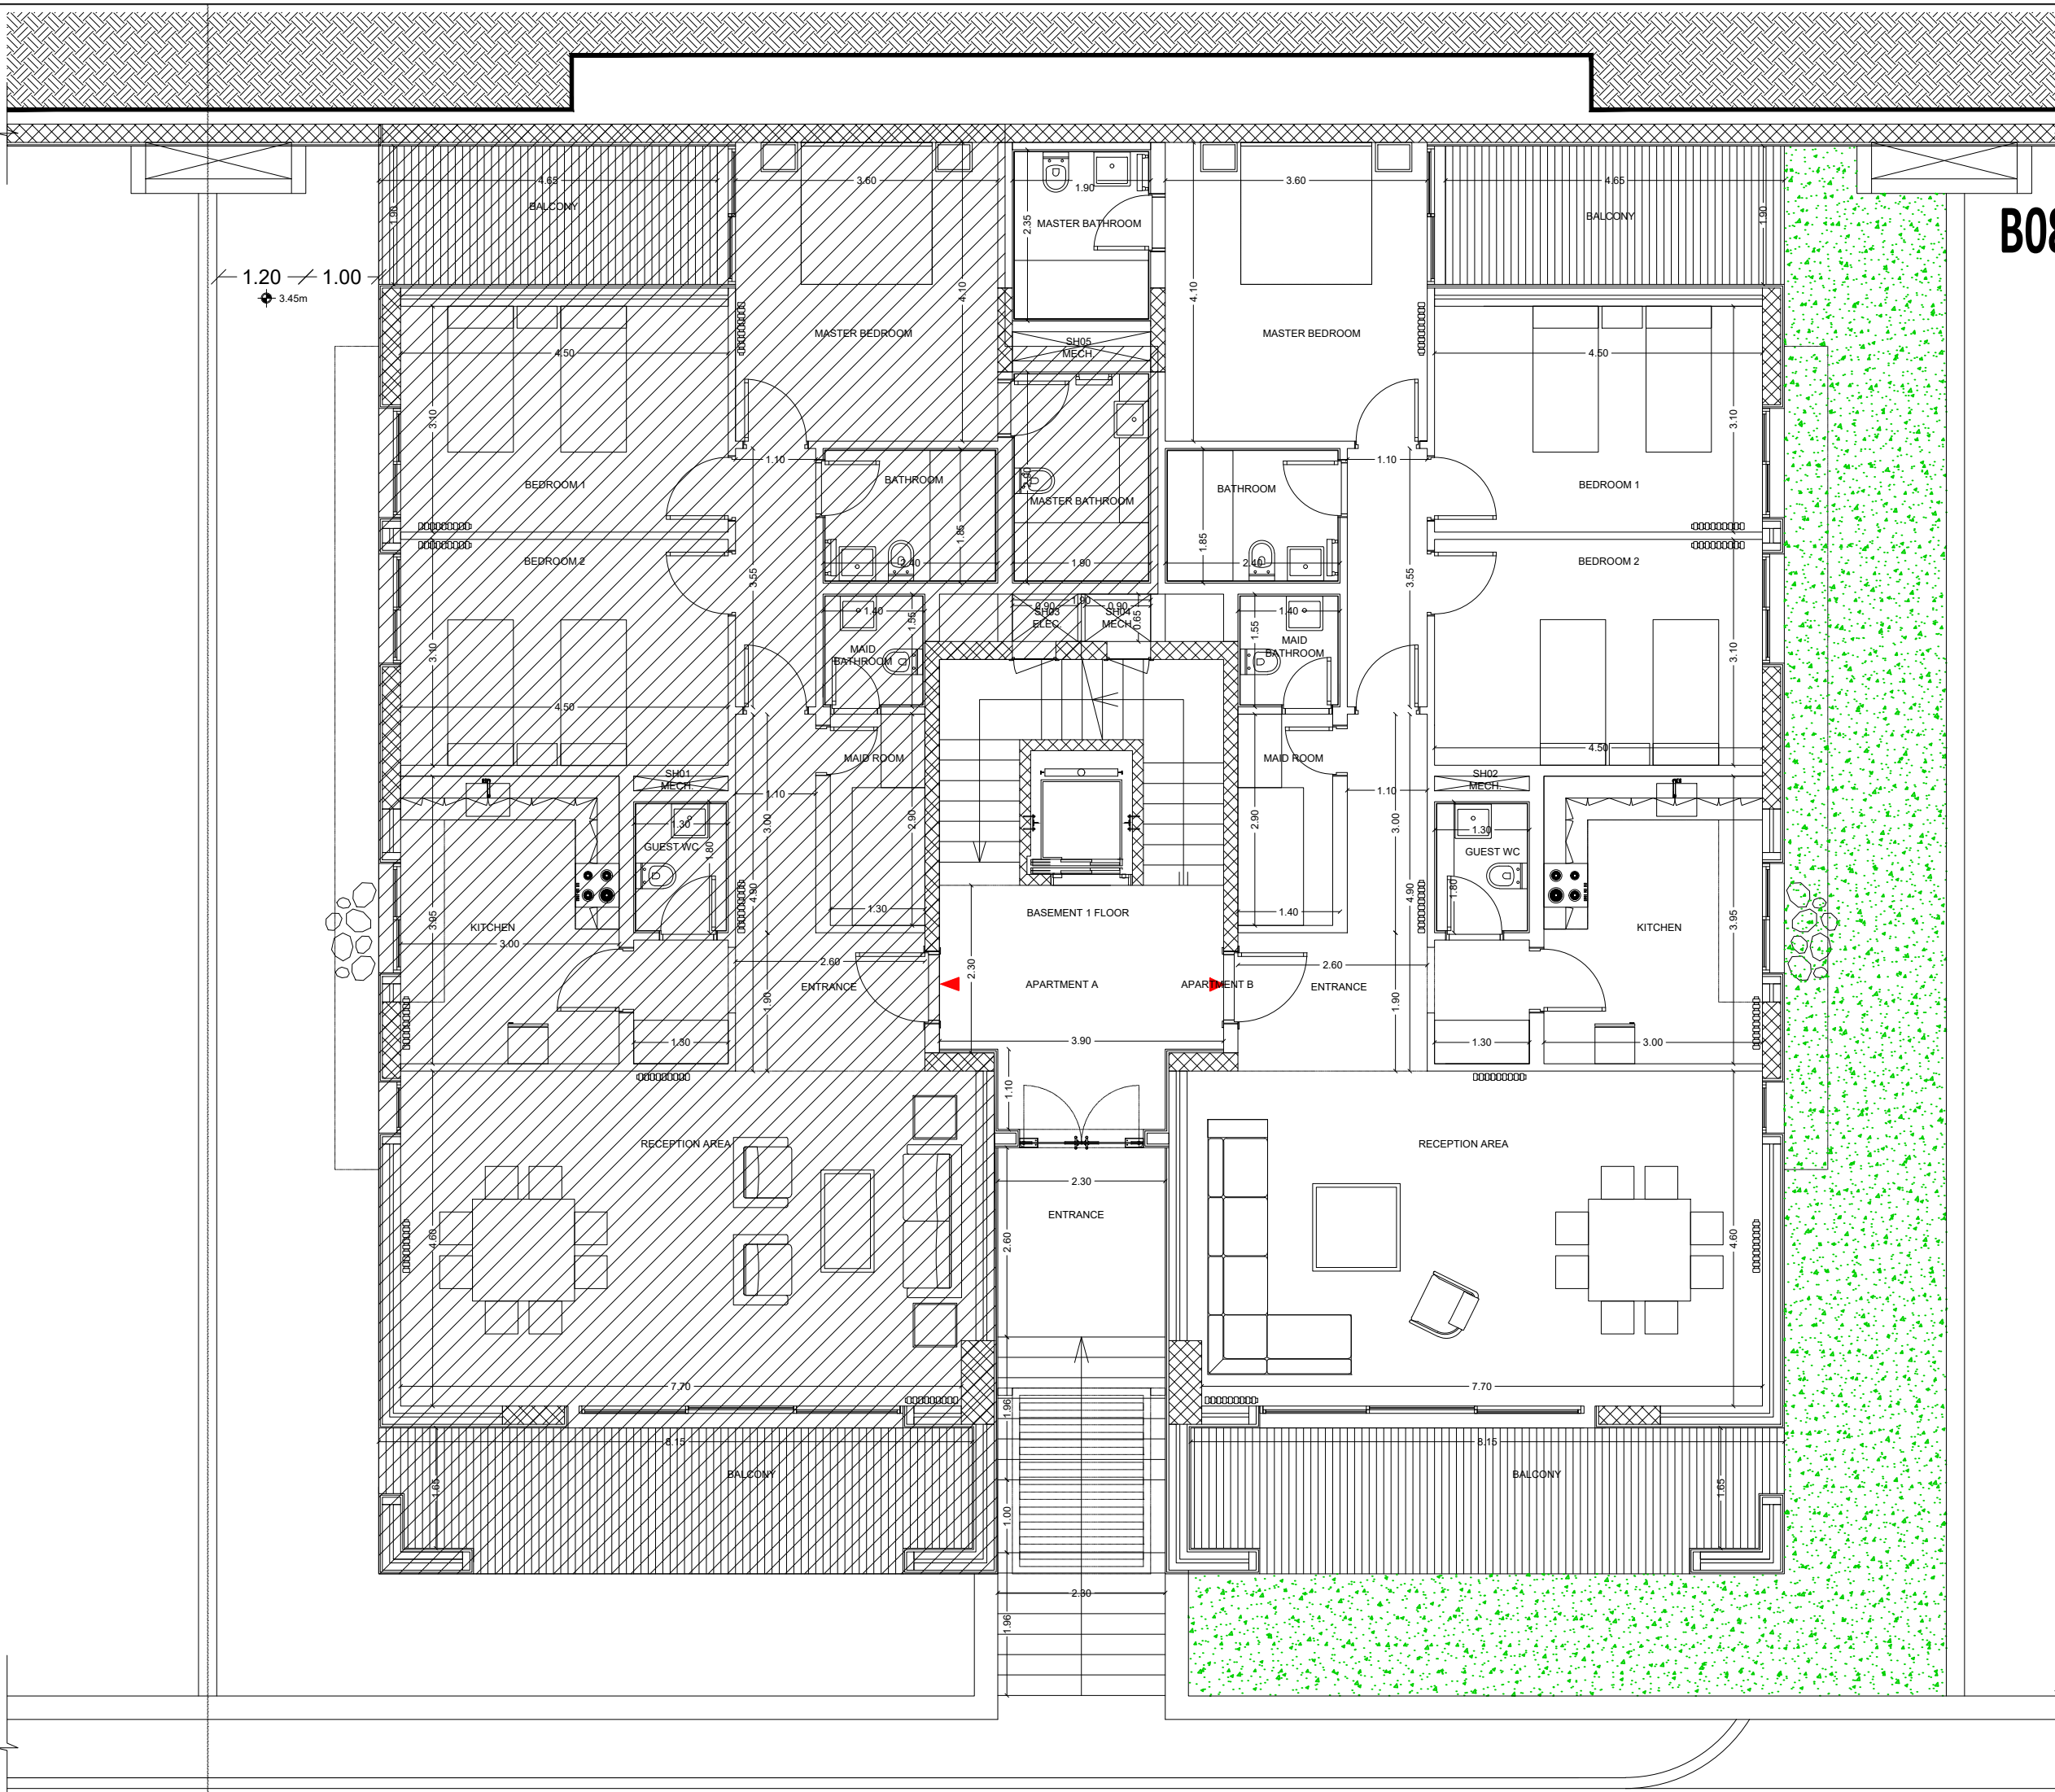 4.65
3.60
1.90
3.60
4.65
BALCONY
1.90
2.35
MASTER BATHROOM
BALCONY
1.90
B08
1.20
1.00
3.45m
4.10
4.10
MASTER BEDROOM
MASTER BEDROOM
SH05
MECH.
4.50
4.50
3.10
3.10
1.10
1.10
BEDROOM 1
BATHROOM
2.90
MASTER BATHROOM
BATHROOM
BEDROOM 1
1.85
1.85
BEDROOM 2
2.40
1.90
2.40
BEDROOM 2
3.55
3.55
1.90
0.90
0.90
1.40
1.55
SH03
ELEC.
SH04
MECH.
0.65
1.40
1.55
MAID
BATHROOM
MAID
BATHROOM
3.10
3.10
4.50
4.50
MAID ROOM
MAID ROOM
SH01
MECH.
SH02
MECH.
1.10
1.10
1.30
3.00
2.90
2.90
3.00
1.30
GUEST WC
1.80
GUEST WC
1.80
4.90
4.90
1.30
BASEMENT 1 FLOOR
1.40
3.95
KITCHEN
3.00
KITCHEN
3.95
2.60
2.30
2.60
ENTRANCE
APARTMENT A
APARTMENT B
ENTRANCE
1.90
1.90
1.30
3.90
1.30
3.00
1.10
RECEPTION AREA
RECEPTION AREA
2.30
ENTRANCE
4.60
2.60
4.60
7.70
7.70
1.96
8.15
8.15
BALCONY
BALCONY
1.65
1.65
1.00
2.30
1.96